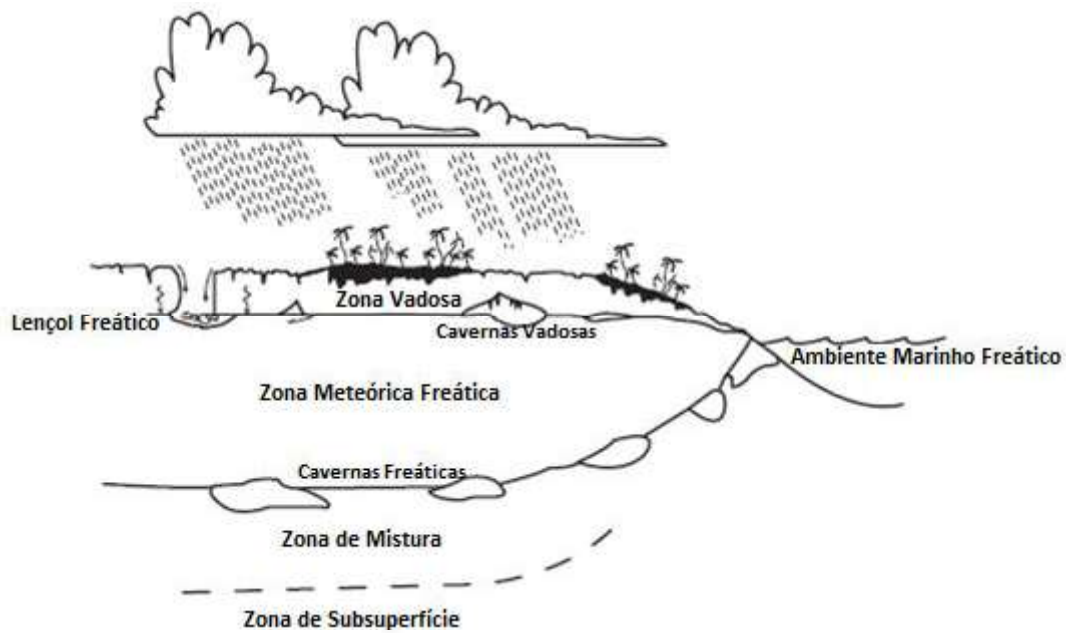 Zona Vadosa
Lençol Freático
Cavernas Vadosas
Ambiente Marinho Freático
Zona Meteórica Freática
Cavernas Freáticas
Zona de Mistura
Zona de Subsuperfície